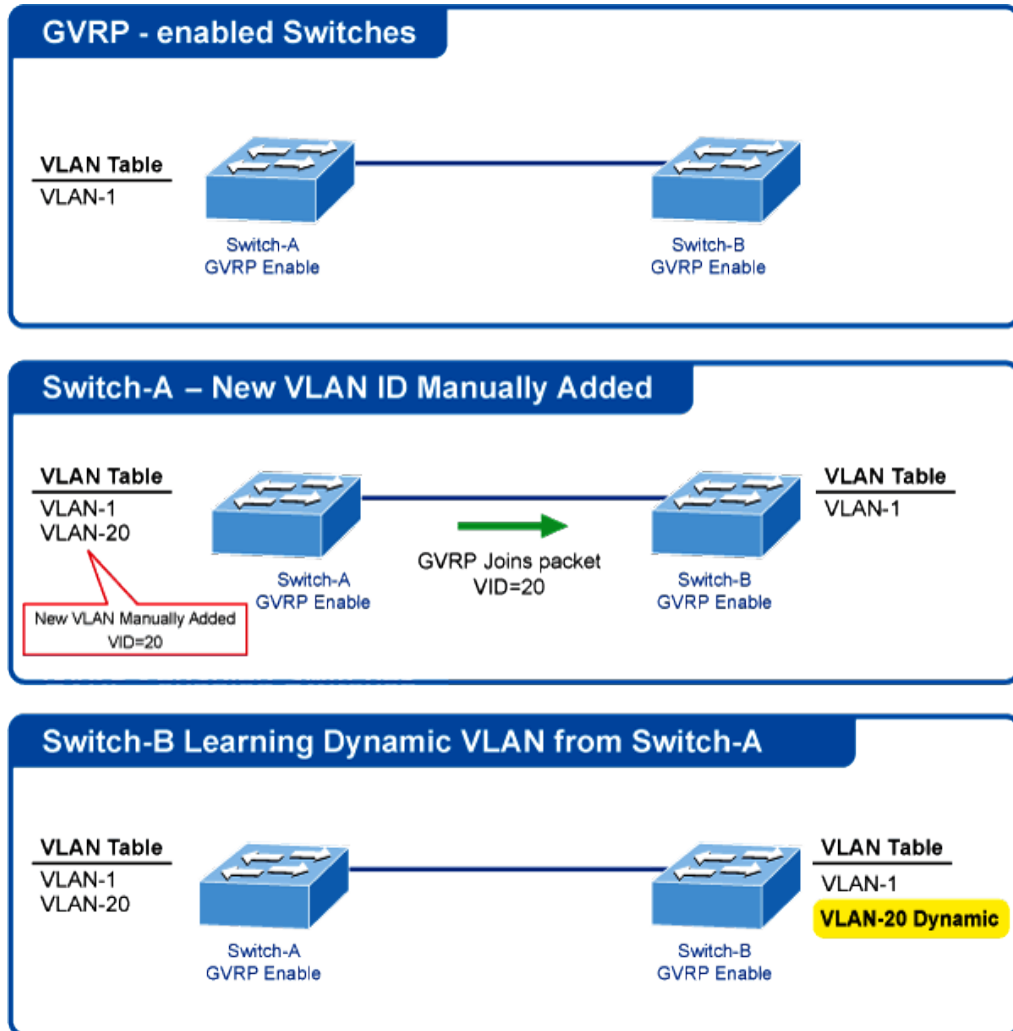 GVRP - enabled Switches
VLAN Table
VLAN-1
Switch-A
GVRP Enable
Switch-B
GVRP Enable
Switch-A – New VLAN ID Manually Added
VLAN Table
VLAN-1
VLAN-20
New VLAN Manually Added
VID=20
Switch-A
GVRP Enable
GVRP Joins packet
VID=20
Switch-B
GVRP Enable
VLAN Table
VLAN-1
Switch-B Learning Dynamic VLAN from Switch-A
VLAN Table
VLAN-1
VLAN-20
Switch-A
GVRP Enable
Switch-B
GVRP Enable
VLAN Table
VLAN-1
VLAN-20 Dynamic